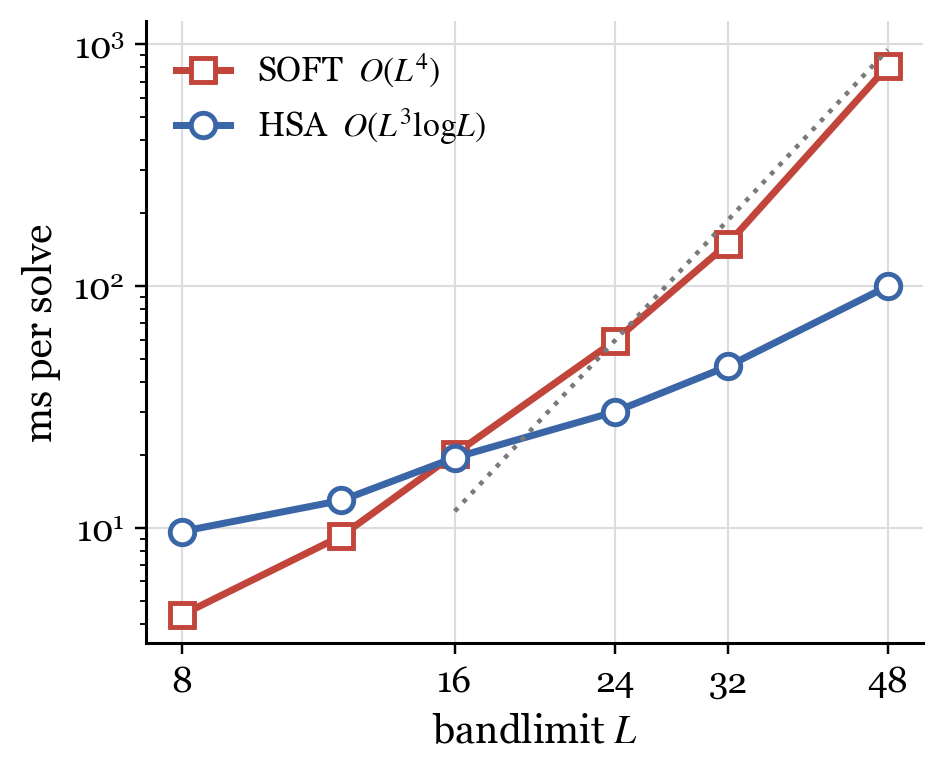 10³
SOFT O(L⁴)
HSA O(L³logL)
10²
10¹
ms per solve
8 16 24 32 48
bandlimit L